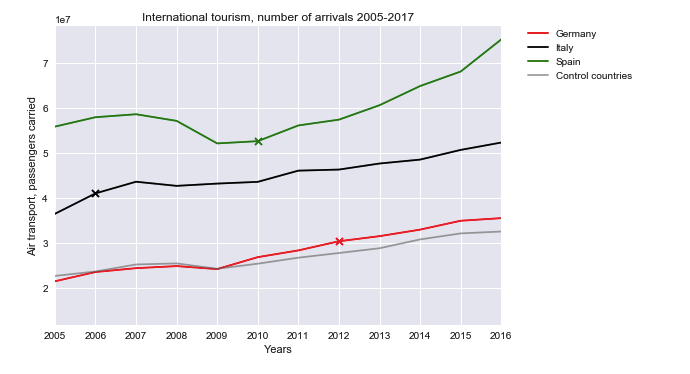 International tourism, number of arrivals 2005-2017
1e7
Germany
Italy
Spain
Control countries
7
6
5
4
3
2
Air transport, passengers carried
2005 2006 2007 2008 2009 2010 2011 2012 2013 2014 2015 2016
Years